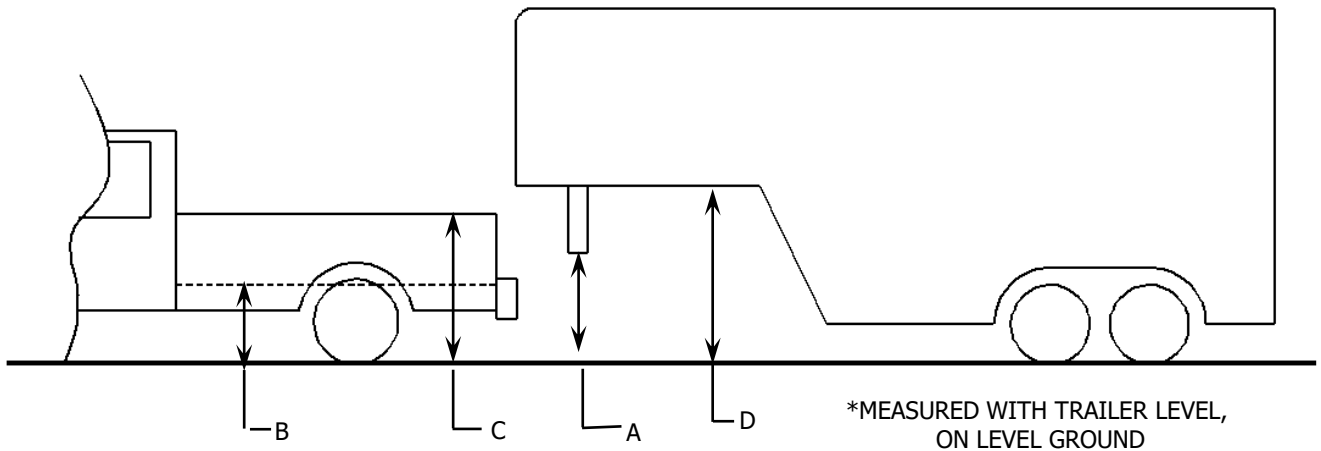 B
C
A
D
*MEASURED WITH TRAILER LEVEL,
ON LEVEL GROUND